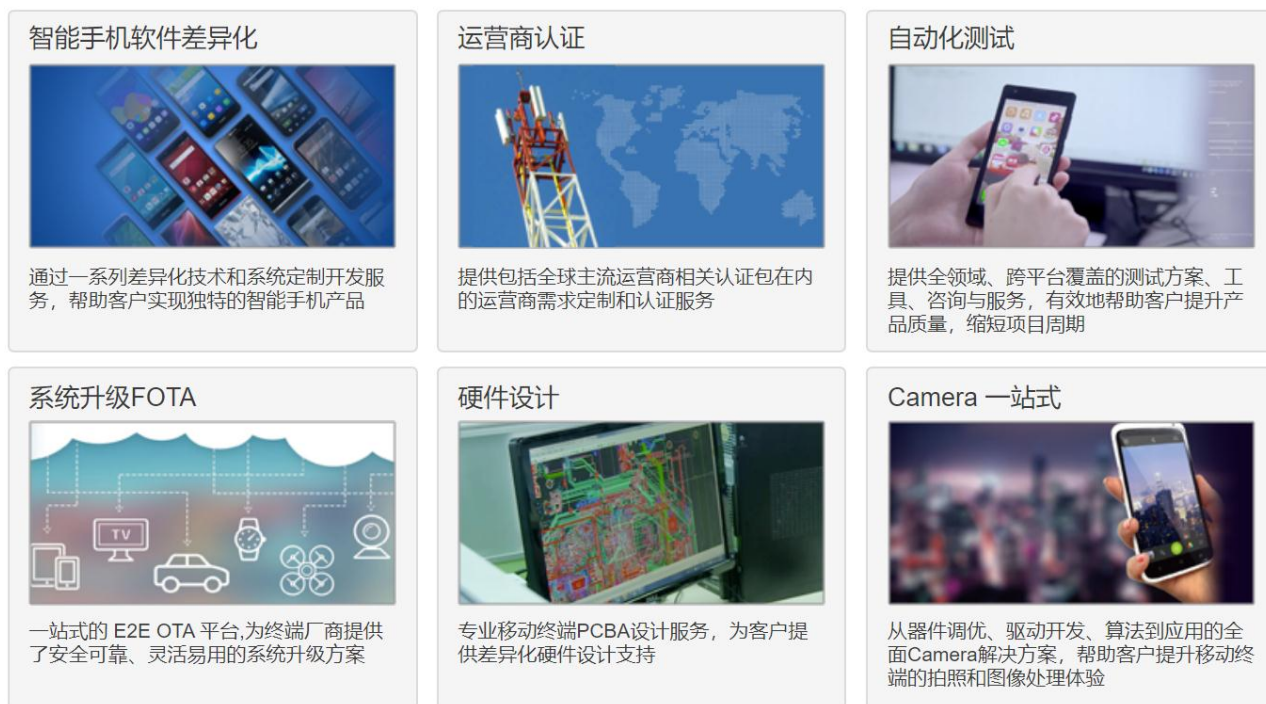 智能手机软件差异化
通过一系列差异化技术和系统定制开发服
务，帮助客户实现独特的智能手机产品
运营商认证
提供包括全球主流运营商相关认证包在内
的运营商需求定制和认证服务
自动化测试
提供全领域、跨平台覆盖的测试方案、工
具、咨询与服务，有效地帮助客户提升产
品质量，缩短项目周期
系统升级FOTA
TV
一站式的 E2E OTA 平台,为终端厂商提供
了安全可靠、灵活易用的系统升级方案
硬件设计
专业移动终端PCBA设计服务，为客户提
供差异化硬件设计支持
Camera 一站式
从器件调优、驱动开发、算法到应用的全
面Camera解决方案，帮助客户提升移动终
端的拍照和图像处理体验